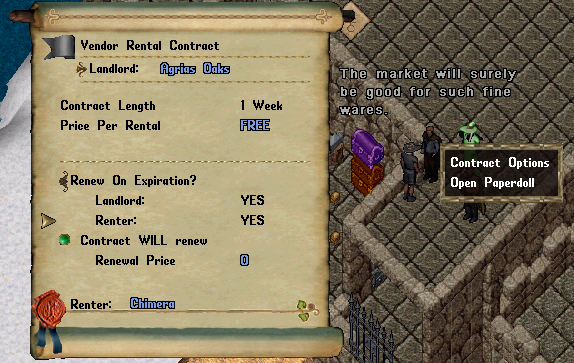 Vendor Rental Contract
Landlord: Agrias Oaks
Contract Length 1 Week
Price Per Rental FREE
Renew On Expiration?
Landlord: YES
Renter: YES
Contract WILL renew
Renewal Price 0
Renter: Chimera
The market will surely
be good for such fine
wares.
Contract Options
Open Paperdoll